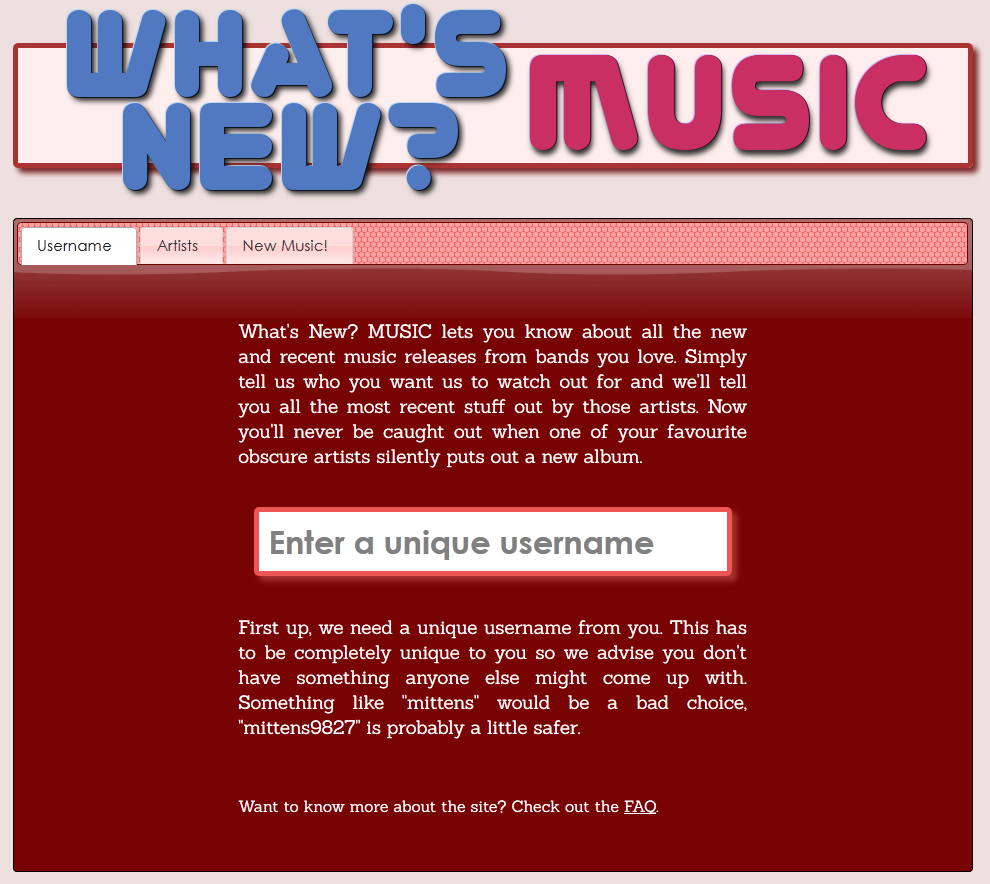 WHAT'S
NEW?
MUSIC
Username
Artists
New Music!
What's New? MUSIC lets you know about all the new
and recent music releases from bands you love. Simply
tell us who you want us to watch out for and we'll tell
you all the most recent stuff out by those artists. Now
you'll never be caught out when one of your favourite
obscure artists silently puts out a new album.
Enter a unique username
First up, we need a unique username from you. This has
to be completely unique to you so we advise you don't
have something anyone else might come up with.
Something like "mittens" would be a bad choice,
"mittens9827" is probably a little safer.
Want to know more about the site? Check out the FAQ.